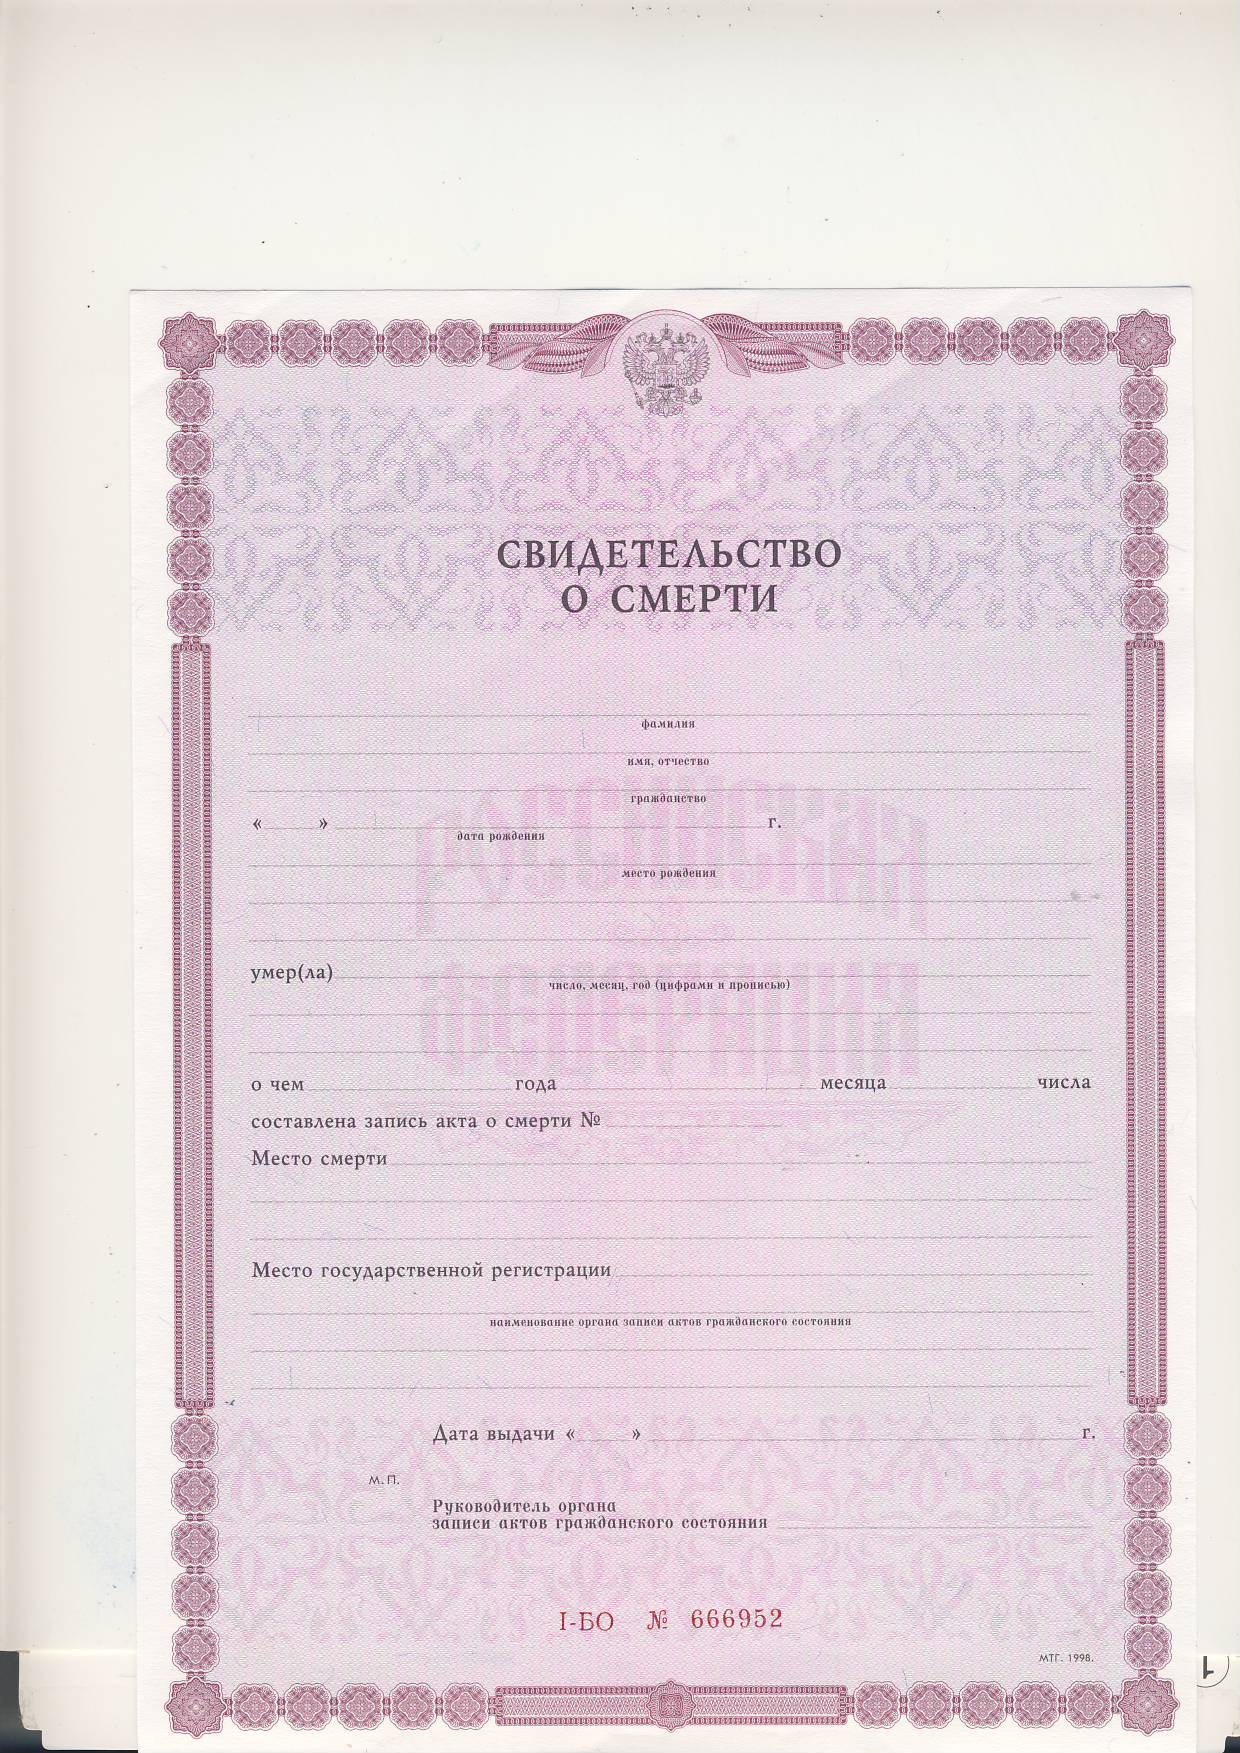 СВИДЕТЕЛЬСТВО
О СМЕРТИ
фамилия
имя, отчество
гражданство
« » г.
дата рождения
место рождения
умер(ла)
число, месяц, год (цифрами и прописью)
о чем года месяца числа
составлена запись акта о смерти №
Место смерти
Место государственной регистрации
наименование органа записи актов гражданского состояния
Дата выдачи « » г.
М. П.
Руководитель органа
записи актов гражданского состояния
I-БО № 666952
МТГ. 1998.